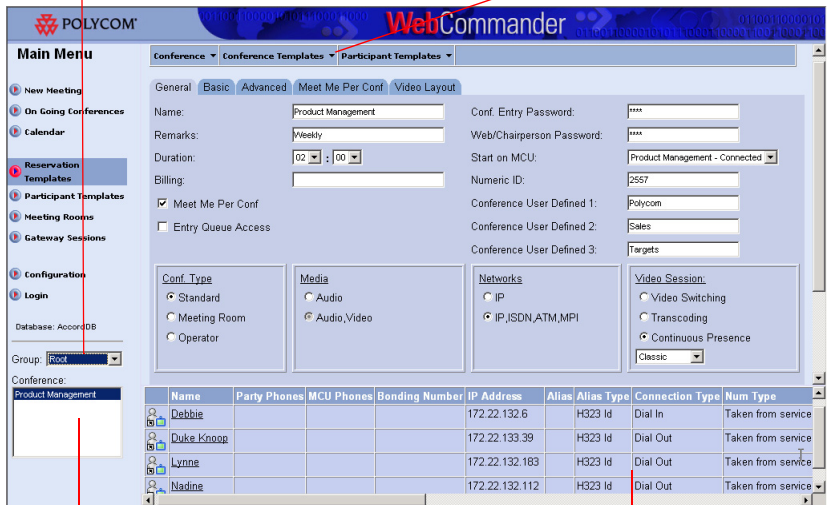 POLYCOM
WebCommander
Main Menu
New Meeting
On Going Conferences
Calendar
Reservation
Templates
Participant Templates
Meeting Rooms
Gateway Sessions
Configuration
Login
Database: AccordDB
Group: Root
Conference:
Product Management
Conference Conference Templates Participant Templates
General Basic Advanced Meet Me Per Conf Video Layout
Name: Product Management
Remarks: Weekly
Duration: 02 : 00
Billing:
Meet Me Per Conf
Entry Queue Access
Conf. Entry Password: ****
Web/Chairperson Password: ****
Start on MCU: Product Management - Connected
Numeric ID: 2557
Conference User Defined 1: Polycom
Conference User Defined 2: Sales
Conference User Defined 3: Targets
Conf. Type
Standard
Meeting Room
Operator
Media
Audio
Audio,Video
Networks
IP
IP,ISDN,ATM,MPI
Video Session:
Video Switching
Transcoding
Continuous Presence
Classic
Name Party Phones MCU Phones Bonding Number IP Address Alias Alias Type Connection Type Num Type
Debbie 172.22.132.6 H323 Id Dial In Taken from service
Duke Knoop 172.22.133.39 H323 Id Dial Out Taken from service
Lynne 172.22.132.183 H323 Id Dial Out Taken from service
Nadine 172.22.132.112 H323 Id Dial Out Taken from service